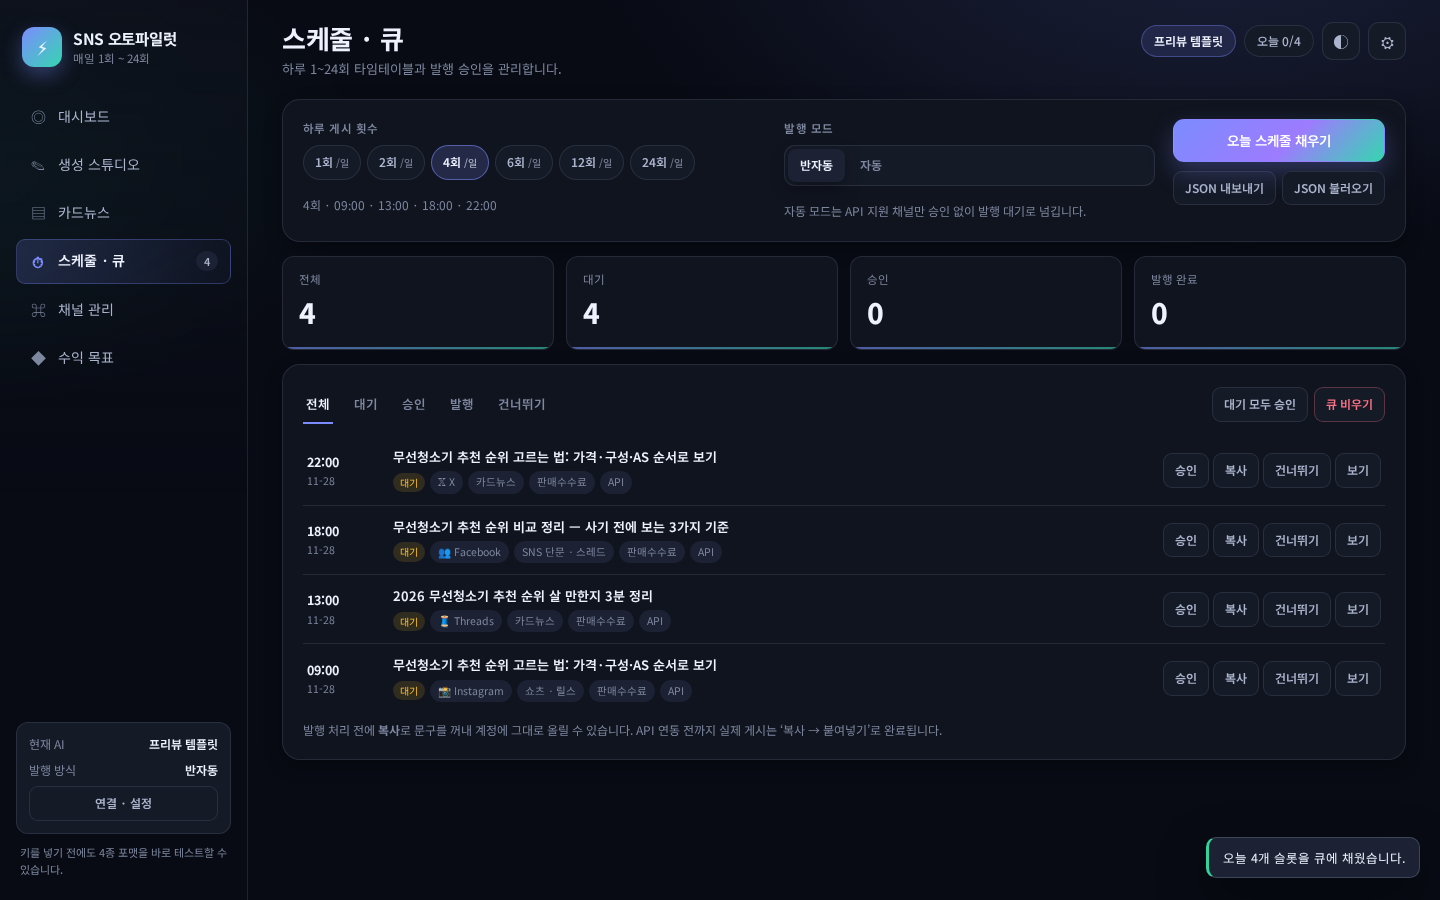 SNS 오토파일럿
매일 1회 ~ 24회
대시보드
생성 스튜디오
카드뉴스
스케줄 · 큐
4
채널 관리
수익 목표
현재 AI
프리뷰 템플릿
발행 방식
반자동
연결 · 설정
키를 넣기 전에도 4종 포맷을 바로 테스트할 수
있습니다.
스케줄 · 큐
하루 1~24회 타임테이블과 발행 승인을 관리합니다.
프리뷰 템플릿
오늘 0/4
하루 게시 횟수
1회 /일
2회 /일
4회 /일
6회 /일
12회 /일
24회 /일
4회 · 09:00 · 13:00 · 18:00 · 22:00
발행 모드
반자동
자동
자동 모드는 API 지원 채널만 승인 없이 발행 대기로 넘깁니다.
오늘 스케줄 채우기
JSON 내보내기
JSON 불러오기
전체
4
대기
4
승인
0
발행 완료
0
전체
대기
승인
발행
건너뛰기
대기 모두 승인
큐 비우기
22:00
11-28
무선청소기 추천 순위 고르는 법: 가격·구성·AS 순서로 보기
대기
𝕏 X
카드뉴스
판매수수료
API
승인
복사
건너뛰기
보기
18:00
11-28
무선청소기 추천 순위 비교 정리 — 사기 전에 보는 3가지 기준
대기
Facebook
SNS 단문 · 스레드
판매수수료
API
승인
복사
건너뛰기
보기
13:00
11-28
2026 무선청소기 추천 순위 살 만한지 3분 정리
대기
Threads
카드뉴스
판매수수료
API
승인
복사
건너뛰기
보기
09:00
11-28
무선청소기 추천 순위 고르는 법: 가격·구성·AS 순서로 보기
대기
Instagram
쇼츠 · 릴스
판매수수료
API
승인
복사
건너뛰기
보기
발행 처리 전에 복사로 문구를 꺼내 계정에 그대로 올릴 수 있습니다. API 연동 전까지 실제 게시는 ‘복사 → 붙여넣기’로 완료됩니다.
오늘 4개 슬롯을 큐에 채웠습니다.